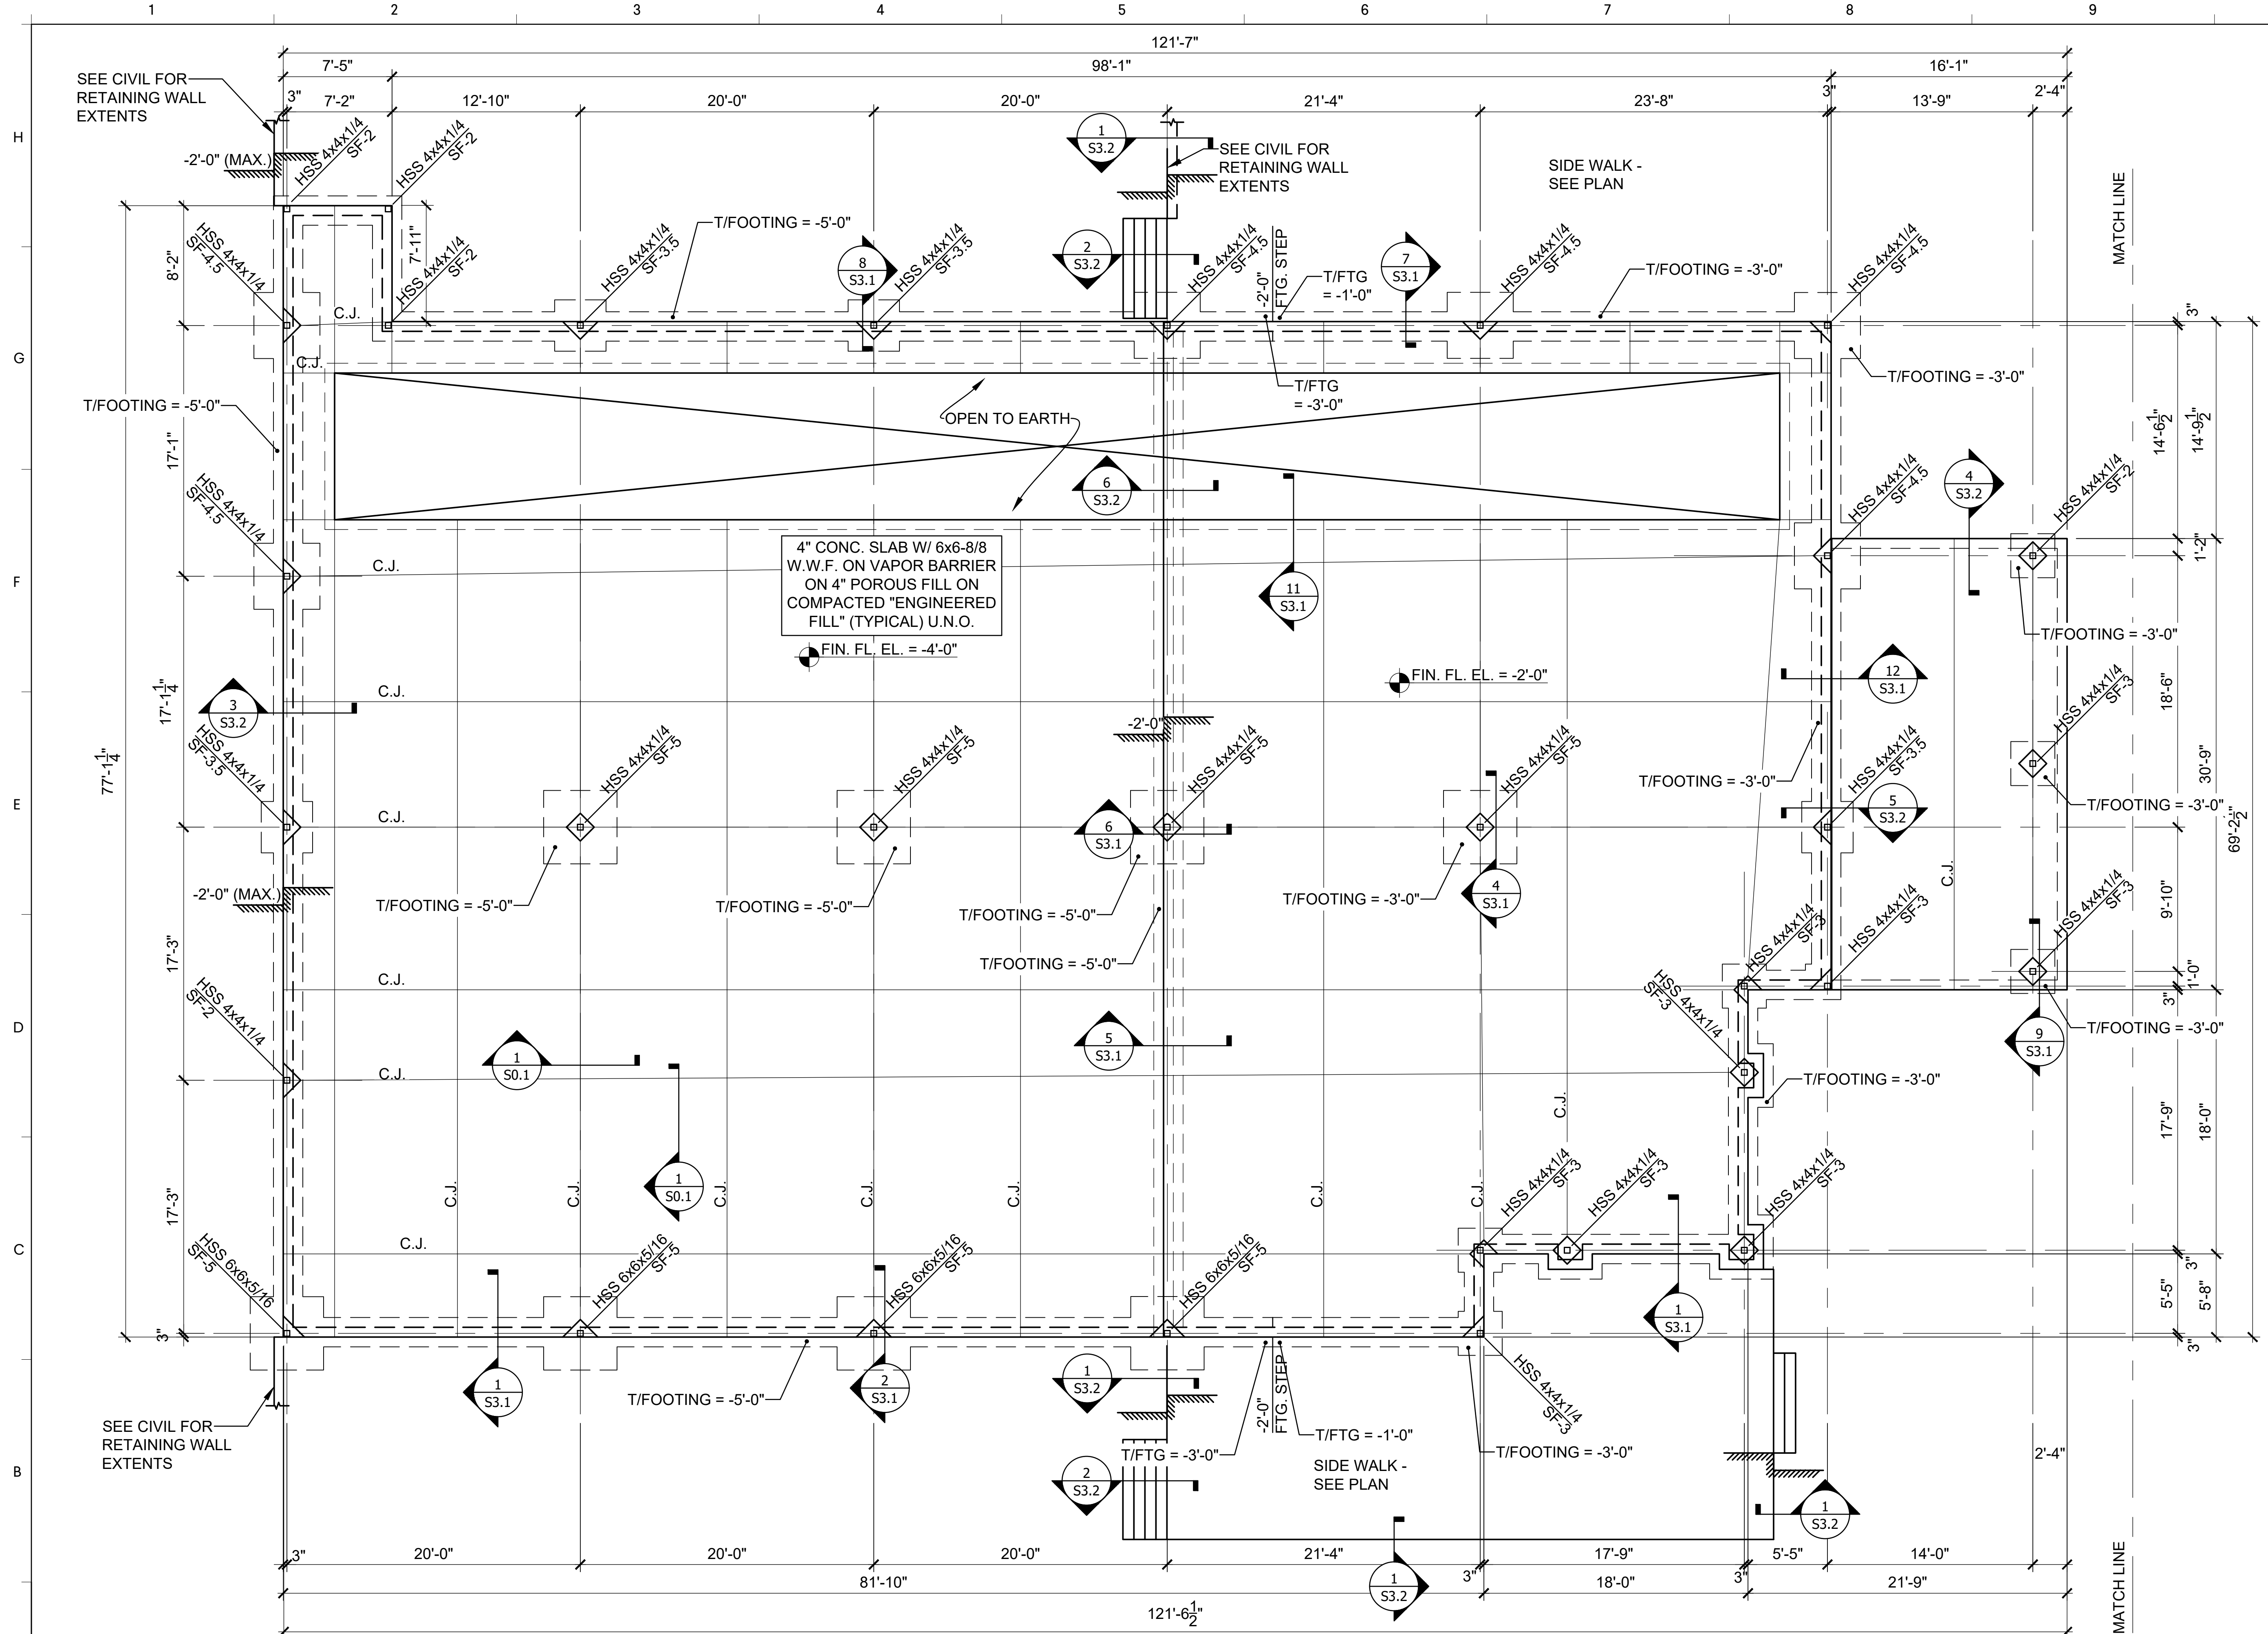 1 2 3 4 5 6 7 8 9
121'-7"
7'-5" 98'-1" 16'-1"
3" 7'-2" 12'-10" 20'-0" 20'-0" 21'-4" 23'-8" 3" 13'-9" 2'-4"
SEE CIVIL FOR
RETAINING WALL
EXTENTS
H
-2'-0" (MAX.)
HSS 4x4x1/4
SF-2
HSS 4x4x1/4
SF-2
1
S3.2
SEE CIVIL FOR
RETAINING WALL
EXTENTS
SIDE WALK -
SEE PLAN
MATCH LINE
8'-2"
HSS 4x4x1/4
SF-4.5
7'-11"
HSS 4x4x1/4
SF-2
T/FOOTING = -5'-0"
HSS 4x4x1/4
SF-3.5
8
S3.1
HSS 4x4x1/4
SF-3.5
2
S3.2
HSS 4x4x1/4
SF-4.5
-2'-0"
FTG. STEP
T/FTG
= -1'-0"
7
S3.1
HSS 4x4x1/4
SF-4.5
T/FOOTING = -3'-0"
HSS 4x4x1/4
SF-4.5
3"
C.J.
G
C.J.
T/FOOTING = -5'-0"
T/FTG
= -3'-0"
T/FOOTING = -3'-0"
OPEN TO EARTH
17'-1"
14'-6 1/2"
14'-9 1/2"
HSS 4x4x1/4
SF-4.5
6
S3.2
HSS 4x4x1/4
SF-4.5
4
S3.2
HSS 4x4x1/4
SF-2
1'-2"
F
C.J.
4" CONC. SLAB W/ 6x6-8/8
W.W.F. ON VAPOR BARRIER
ON 4" POROUS FILL ON
COMPACTED "ENGINEERED
FILL" (TYPICAL) U.N.O.
FIN. FL. EL. = -4'-0"
11
S3.1
T/FOOTING = -3'-0"
FIN. FL. EL. = -2'-0"
12
S3.1
17'-1 1/4"
3
S3.2
C.J.
HSS 4x4x1/4
SF-3
18'-6"
77'-1 1/4"
HSS 4x4x1/4
SF-3.5
-2'-0"
HSS 4x4x1/4
SF-5
HSS 4x4x1/4
SF-5
HSS 4x4x1/4
SF-5
HSS 4x4x1/4
SF-5
HSS 4x4x1/4
SF-3.5
T/FOOTING = -3'-0"
30'-9"
E
C.J.
6
S3.1
5
S3.2
T/FOOTING = -3'-0"
69'-2 1/2"
-2'-0" (MAX.)
T/FOOTING = -5'-0"
T/FOOTING = -5'-0"
T/FOOTING = -5'-0"
T/FOOTING = -3'-0"
4
S3.1
C.J.
9'-10"
HSS 4x4x1/4
SF-3
HSS 4x4x1/4
SF-3
HSS 4x4x1/4
SF-3
17'-3"
T/FOOTING = -5'-0"
C.J.
HSS 4x4x1/4
SF-3
1'-0"
3"
HSS 4x4x1/4
SF-2
D
T/FOOTING = -3'-0"
1
S0.1
5
S3.1
9
S3.1
C.J.
T/FOOTING = -3'-0"
C.J.
17'-9"
18'-0"
17'-3"
1
S0.1
C.J. C.J. C.J. C.J. C.J. C.J. C.J.
HSS 4x4x1/4
SF-3
HSS 4x4x1/4
SF-3
HSS 4x4x1/4
SF-3
C
C.J.
HSS 6x6x5/16
SF-5
HSS 6x6x5/16
SF-5
HSS 6x6x5/16
SF-5
HSS 6x6x5/16
SF-5
3"
5'-5"
5'-8"
3"
1
S3.1
3"
1
S3.1
T/FOOTING = -5'-0"
2
S3.1
1
S3.2
-2'-0"
FTG. STEP
HSS 4x4x1/4
SF-3
SEE CIVIL FOR
RETAINING WALL
EXTENTS
T/FTG = -3'-0"
T/FTG = -1'-0"
T/FOOTING = -3'-0"
2'-4"
B
2
S3.2
SIDE WALK -
SEE PLAN
1
S3.2
3" 20'-0" 20'-0" 20'-0" 21'-4" 3" 17'-9" 3" 5'-5" 14'-0"
1
S3.2
81'-10" 18'-0" 21'-9"
121'-6 1/2"
MATCH LINE